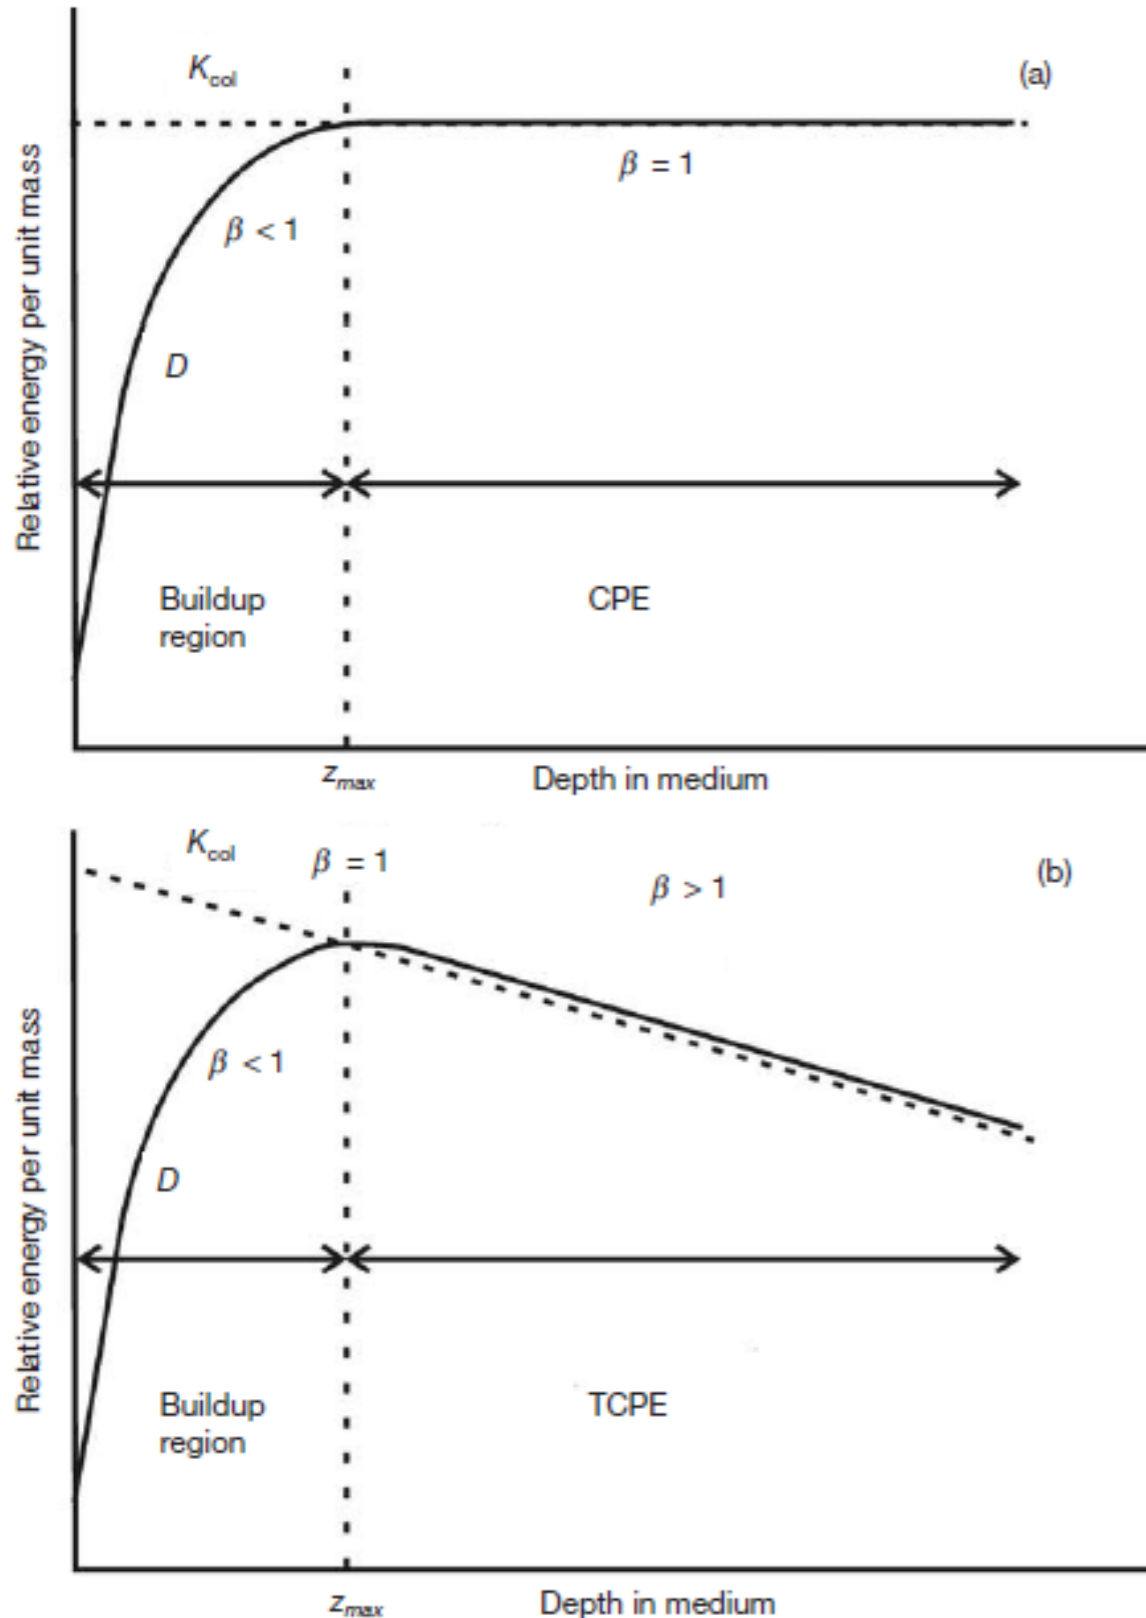 K_col
(a)
β = 1
β < 1
D
Relative energy per unit mass
Buildup
region
CPE
z_max
Depth in medium
K_col
β = 1
β > 1
(b)
β < 1
D
Relative energy per unit mass
Buildup
region
TCPE
z_max
Depth in medium